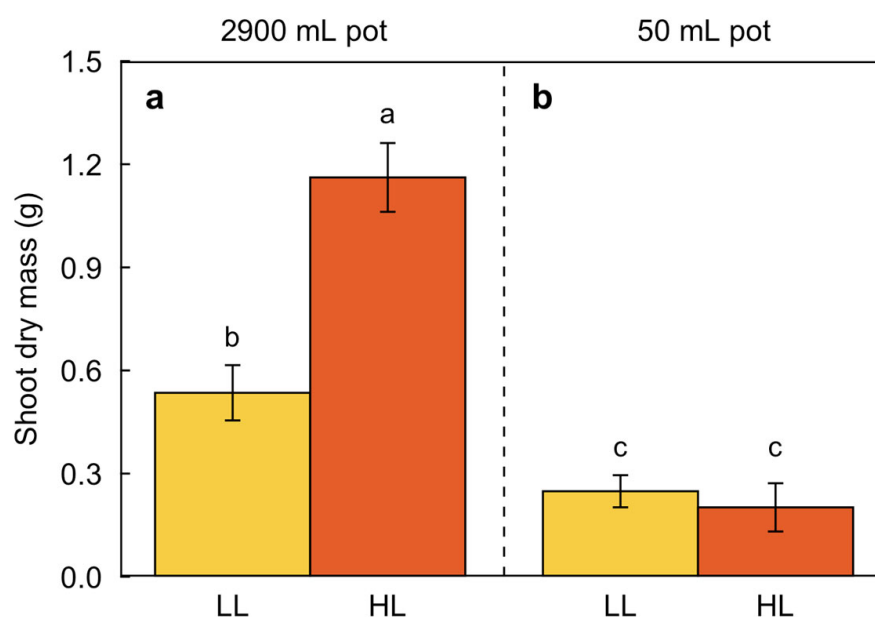 2900 mL pot
50 mL pot
Shoot dry mass (g)
1.5
1.2
0.9
0.6
0.3
0.0
a
a
b
b
c
c
LL
HL
LL
HL